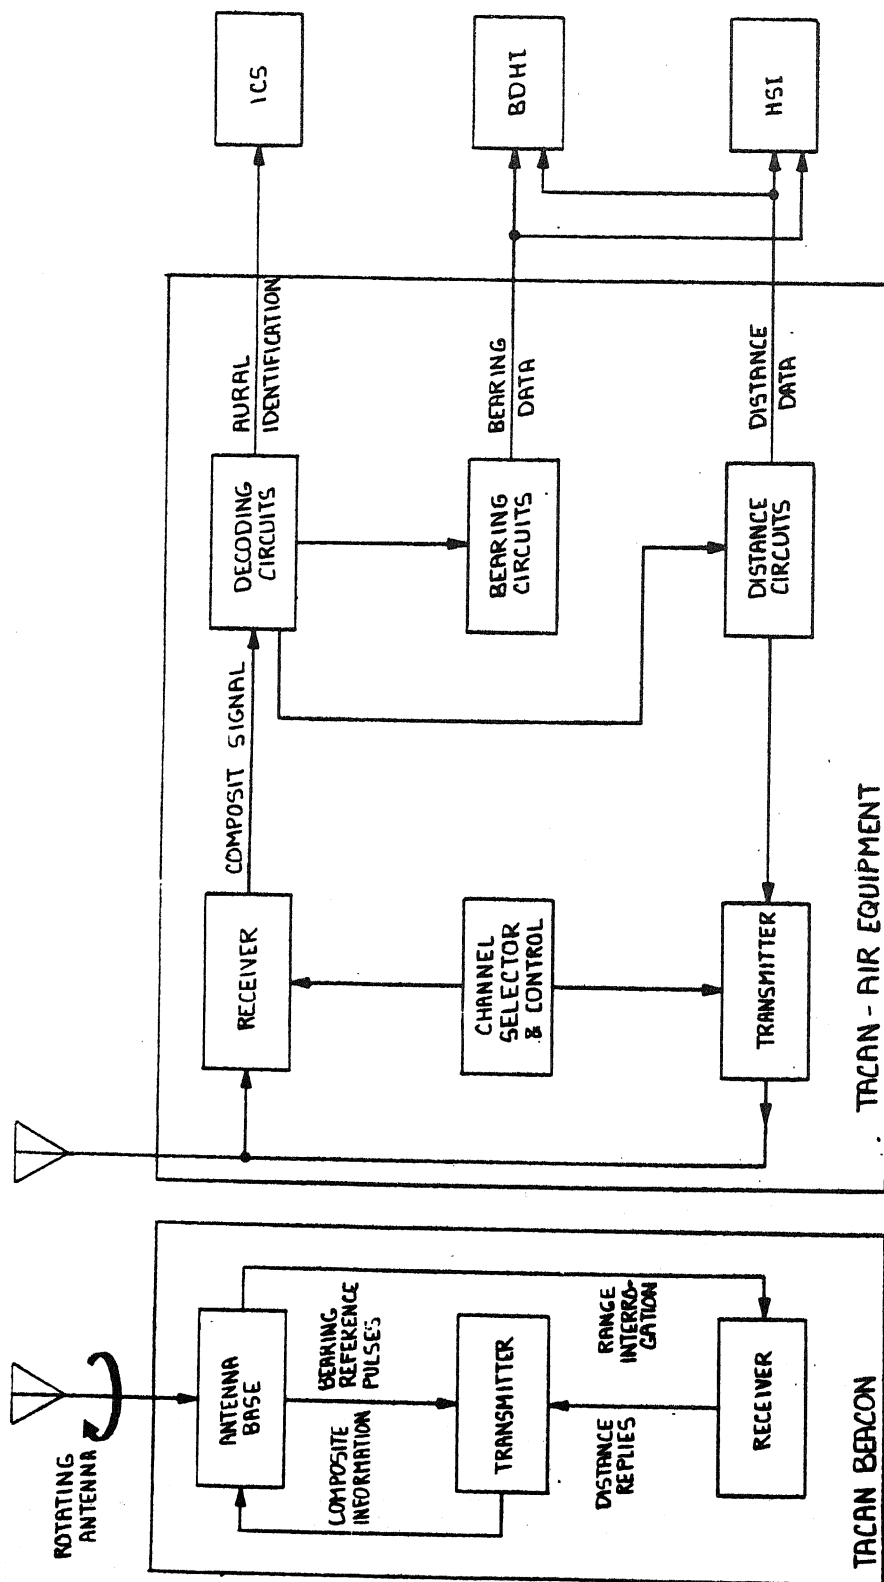 ROTATING
ANTENNA
ANTENNA
BASE
BEARING
REFERENCE
PULSES
COMPOSITE
INFORMATION
TRANSMITTER
RANGE
INTERRO-
GATION
DISTANCE
REPLIES
RECEIVER
TACAN BEACON
RECEIVER
COMPOSIT SIGNAL
DECODING
CIRCUITS
AURAL
IDENTIFICATION
ICS
CHANNEL
SELECTOR
& CONTROL
BEARING
CIRCUITS
BEARING
DATA
BDHI
TRANSMITTER
DISTANCE
CIRCUITS
DISTANCE
DATA
HSI
TACAN - AIR EQUIPMENT